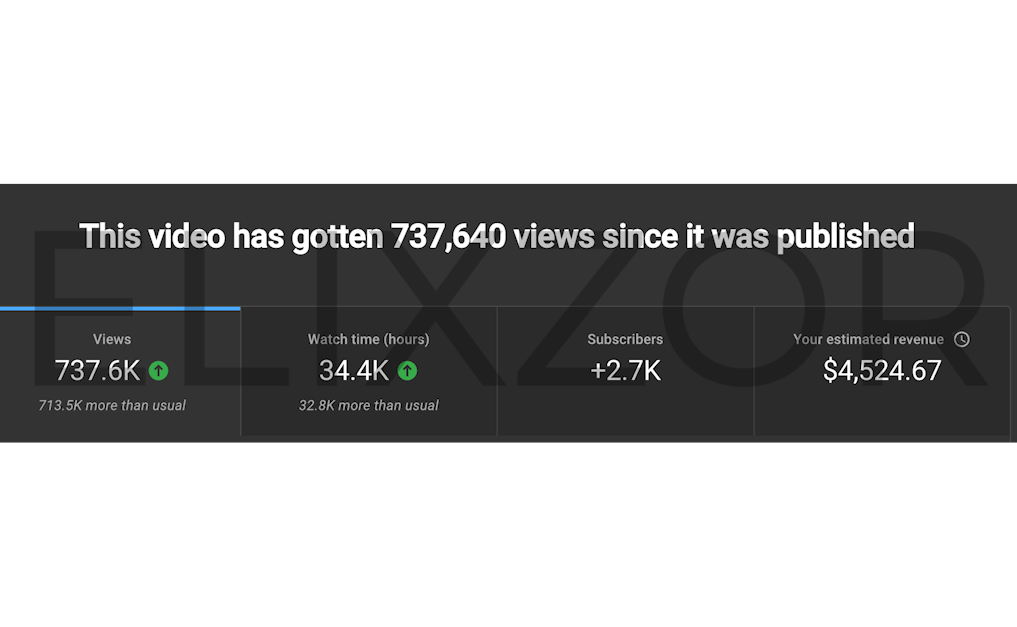 This video has gotten 737,640 views since it was published
ELIXZOR
Views
737.6K
713.5K more than usual
Watch time (hours)
34.4K
32.8K more than usual
Subscribers
+2.7K
Your estimated revenue
$4,524.67